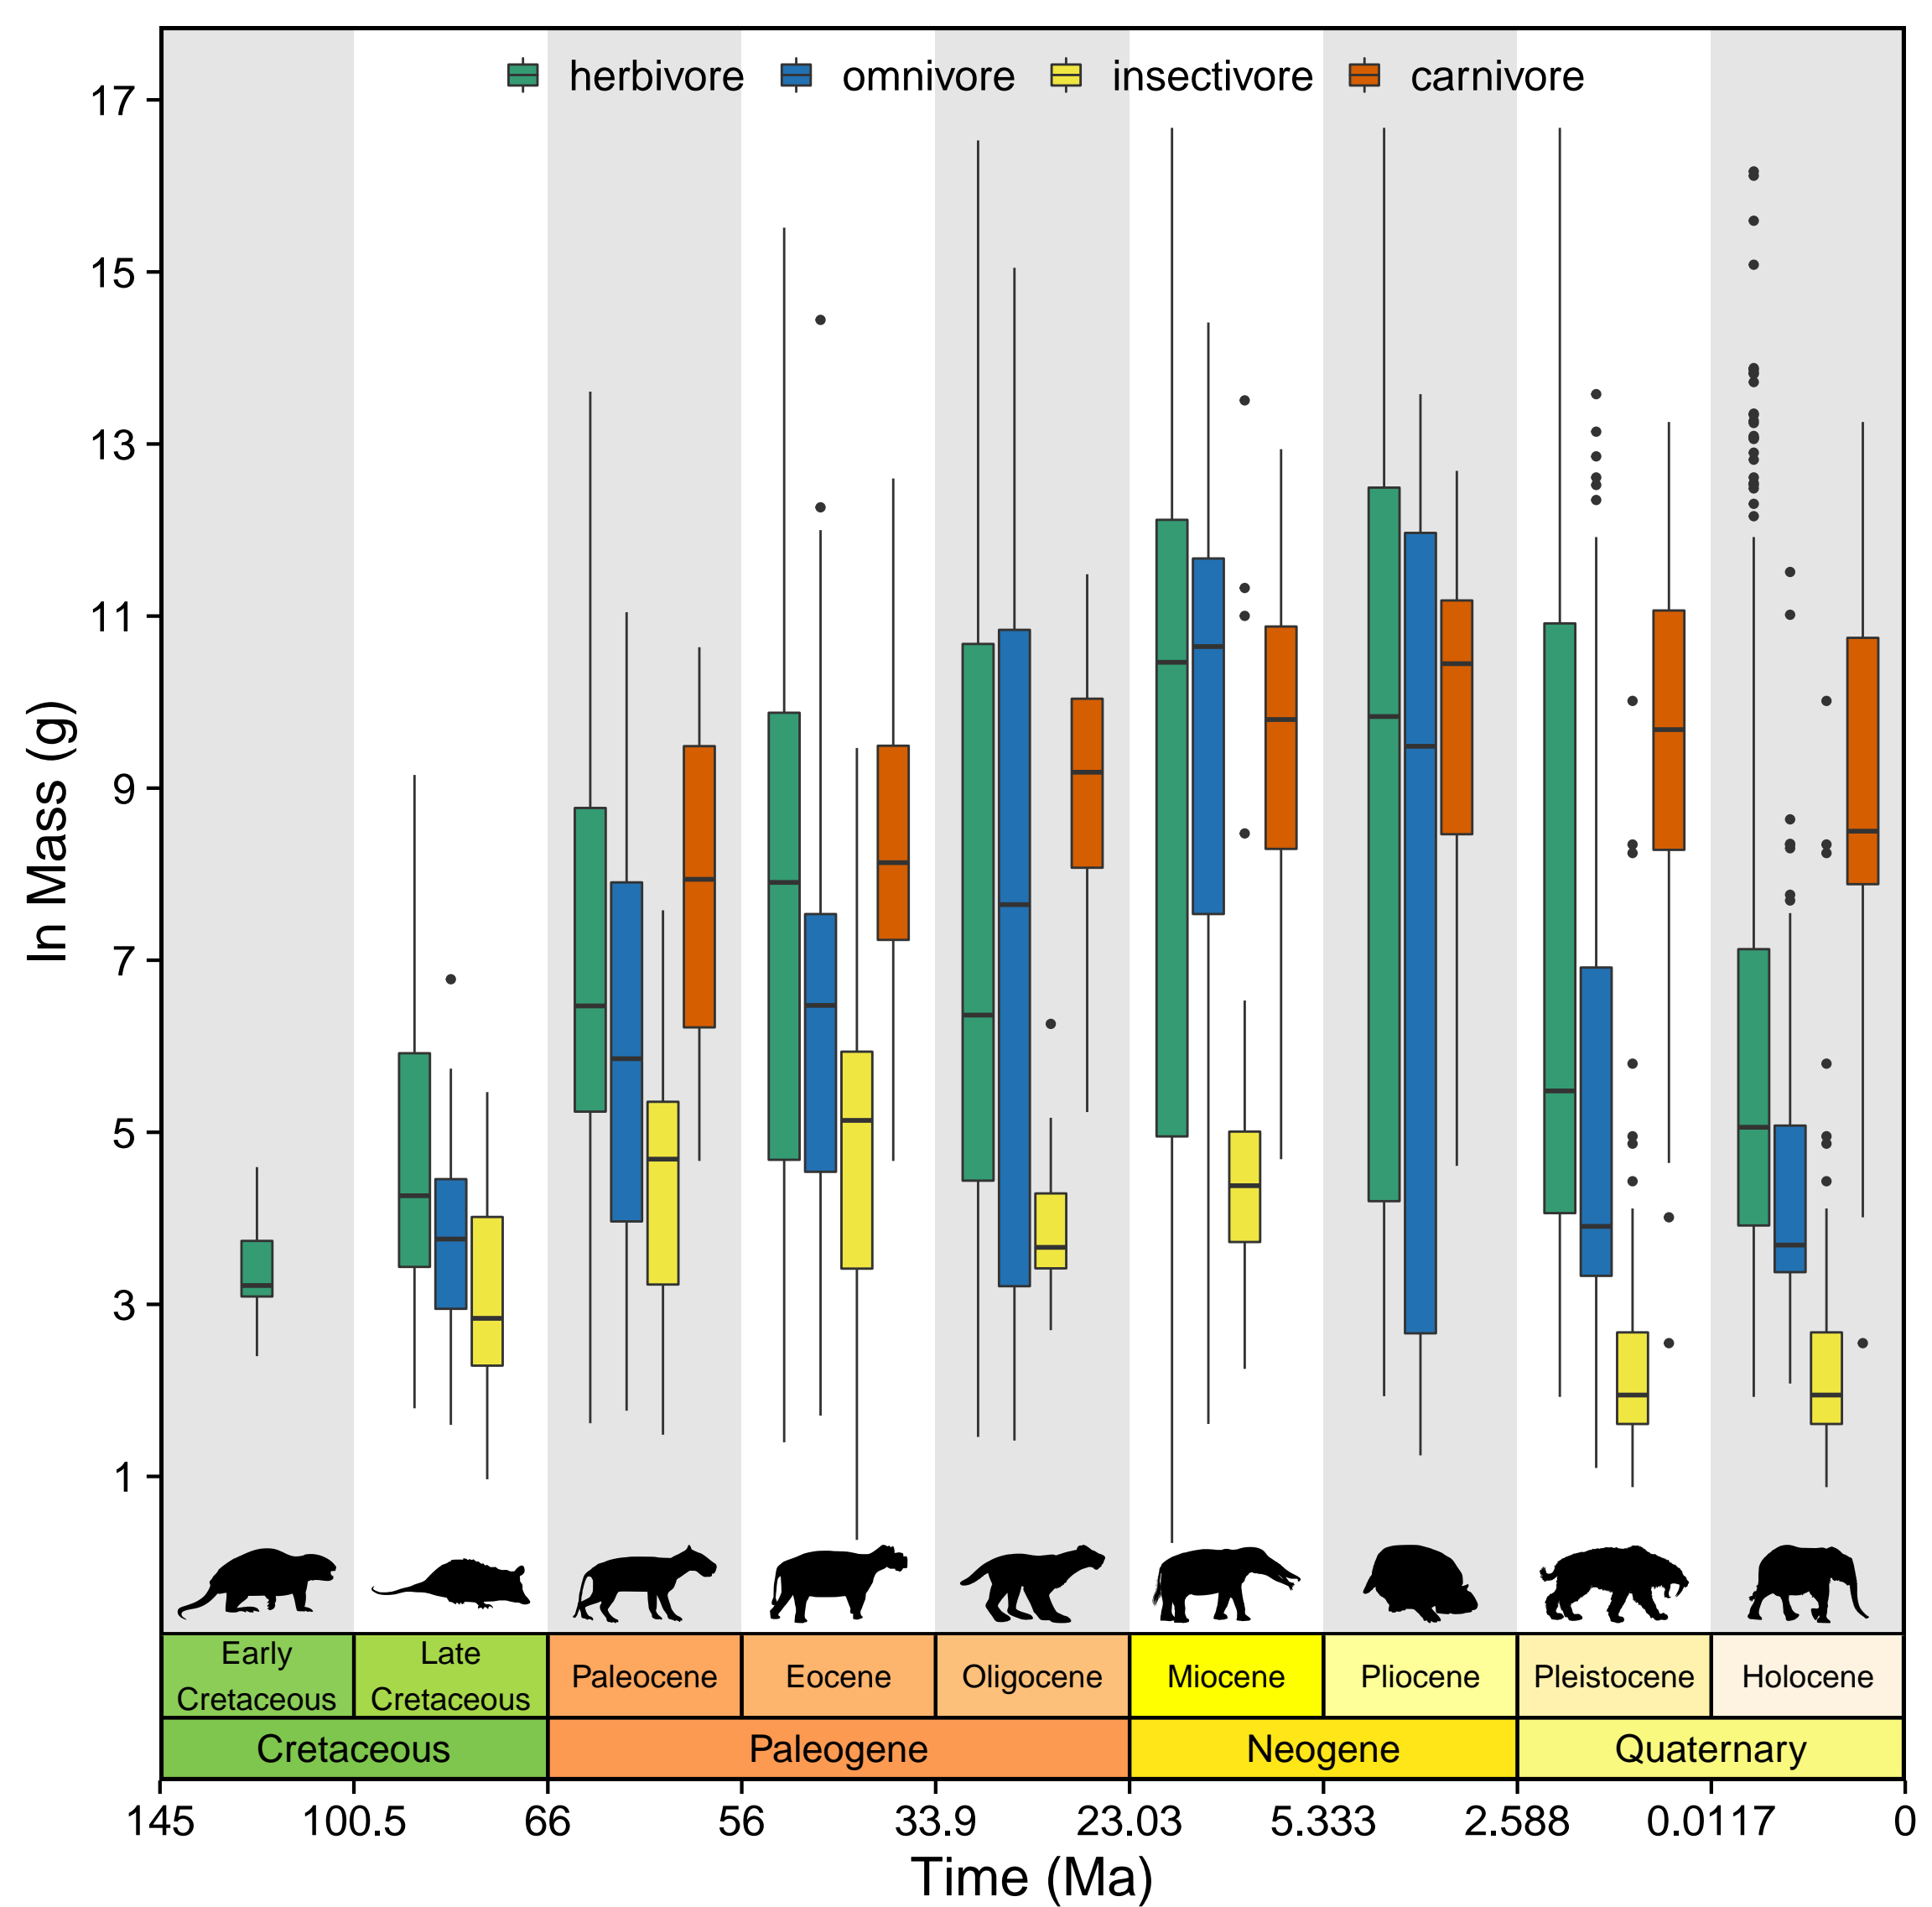 herbivore omnivore insectivore carnivore
17
15
13
11
9
7
5
3
1
ln Mass (g)
Early Cretaceous
Late Cretaceous
Paleocene
Eocene
Oligocene
Miocene
Pliocene
Pleistocene
Holocene
Cretaceous
Paleogene
Neogene
Quaternary
145 100.5 66 56 33.9 23.03 5.333 2.588 0.0117 0
Time (Ma)